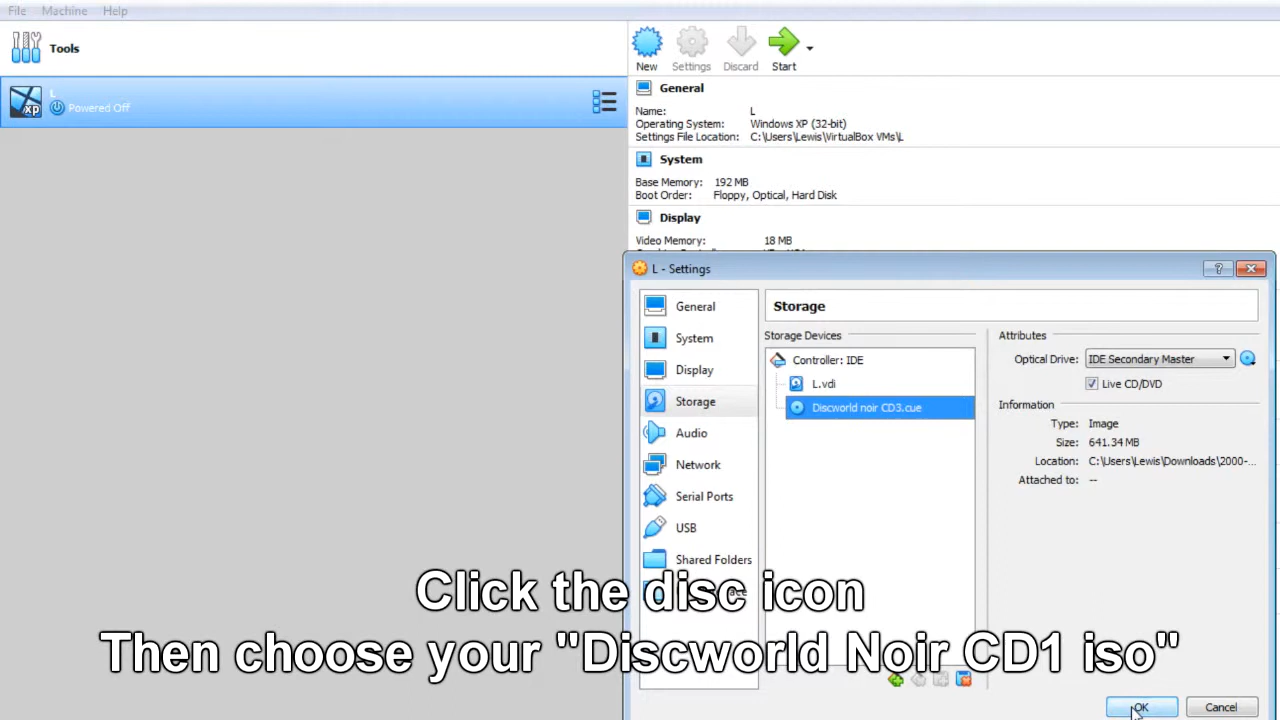 File Machine Help
Tools
New Settings Discard Start
L
Powered Off
General
Name: L
Operating System: Windows XP (32-bit)
Settings File Location: C:\Users\Lewis\VirtualBox VMs\L
System
Base Memory: 192 MB
Boot Order: Floppy, Optical, Hard Disk
Display
Video Memory: 18 MB
L - Settings
General
System
Display
Storage
Audio
Network
Serial Ports
USB
Shared Folders
Storage
Storage Devices
Controller: IDE
L.vdi
Discworld noir CD3.cue
Attributes
Optical Drive: IDE Secondary Master
Live CD/DVD
Information
Type: Image
Size: 641.34 MB
Location: C:\Users\Lewis\Downloads\2000-...
Attached to: --
Click the disc icon
Then choose your "Discworld Noir CD1 iso"
OK Cancel